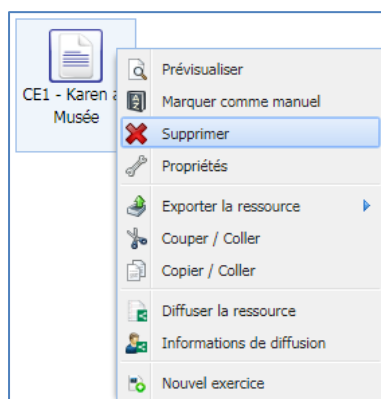 CE1 - Karen a
Musée
Prévisualiser
Marquer comme manuel
Supprimer
Propriétés
Exporter la ressource
Couper / Coller
Copier / Coller
Diffuser la ressource
Informations de diffusion
Nouvel exercice